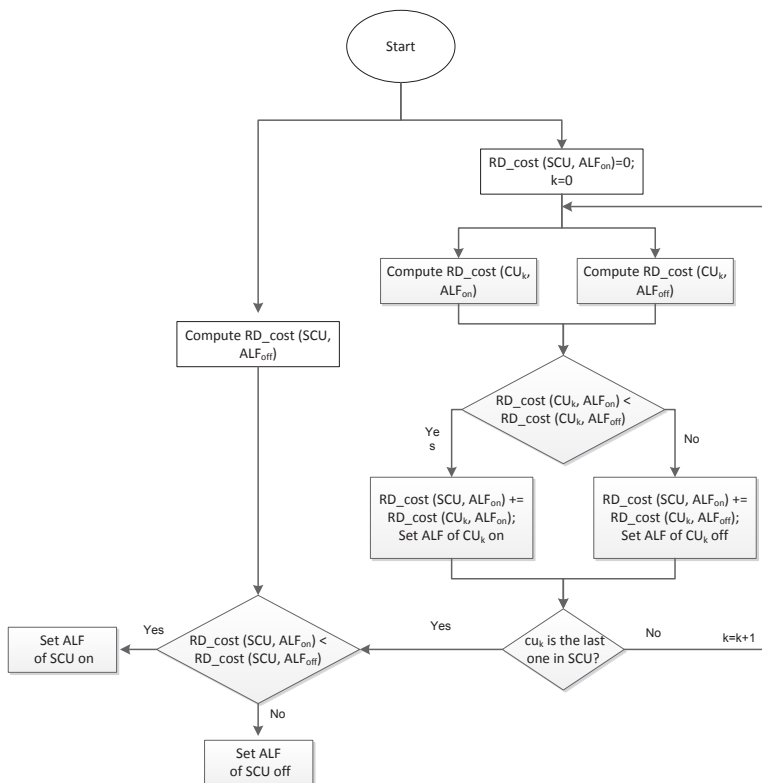 Start
RD_cost (SCU, ALFon)=0;
k=0
Compute RD_cost (CUk,
ALFon)
Compute RD_cost (CUk,
ALFoff)
Compute RD_cost (SCU,
ALFoff)
RD_cost (CUk, ALFon) <
RD_cost (CUk, ALFoff)
Ye
s
No
RD_cost (SCU, ALFon) +=
RD_cost (CUk, ALFon);
Set ALF of CUk on
RD_cost (SCU, ALFon) +=
RD_cost (CUk, ALFoff);
Set ALF of CUk off
cuk is the last
one in SCU?
No
k=k+1
Yes
RD_cost (SCU, ALFon) <
RD_cost (SCU, ALFoff)
Yes
Set ALF
of SCU on
No
Set ALF
of SCU off